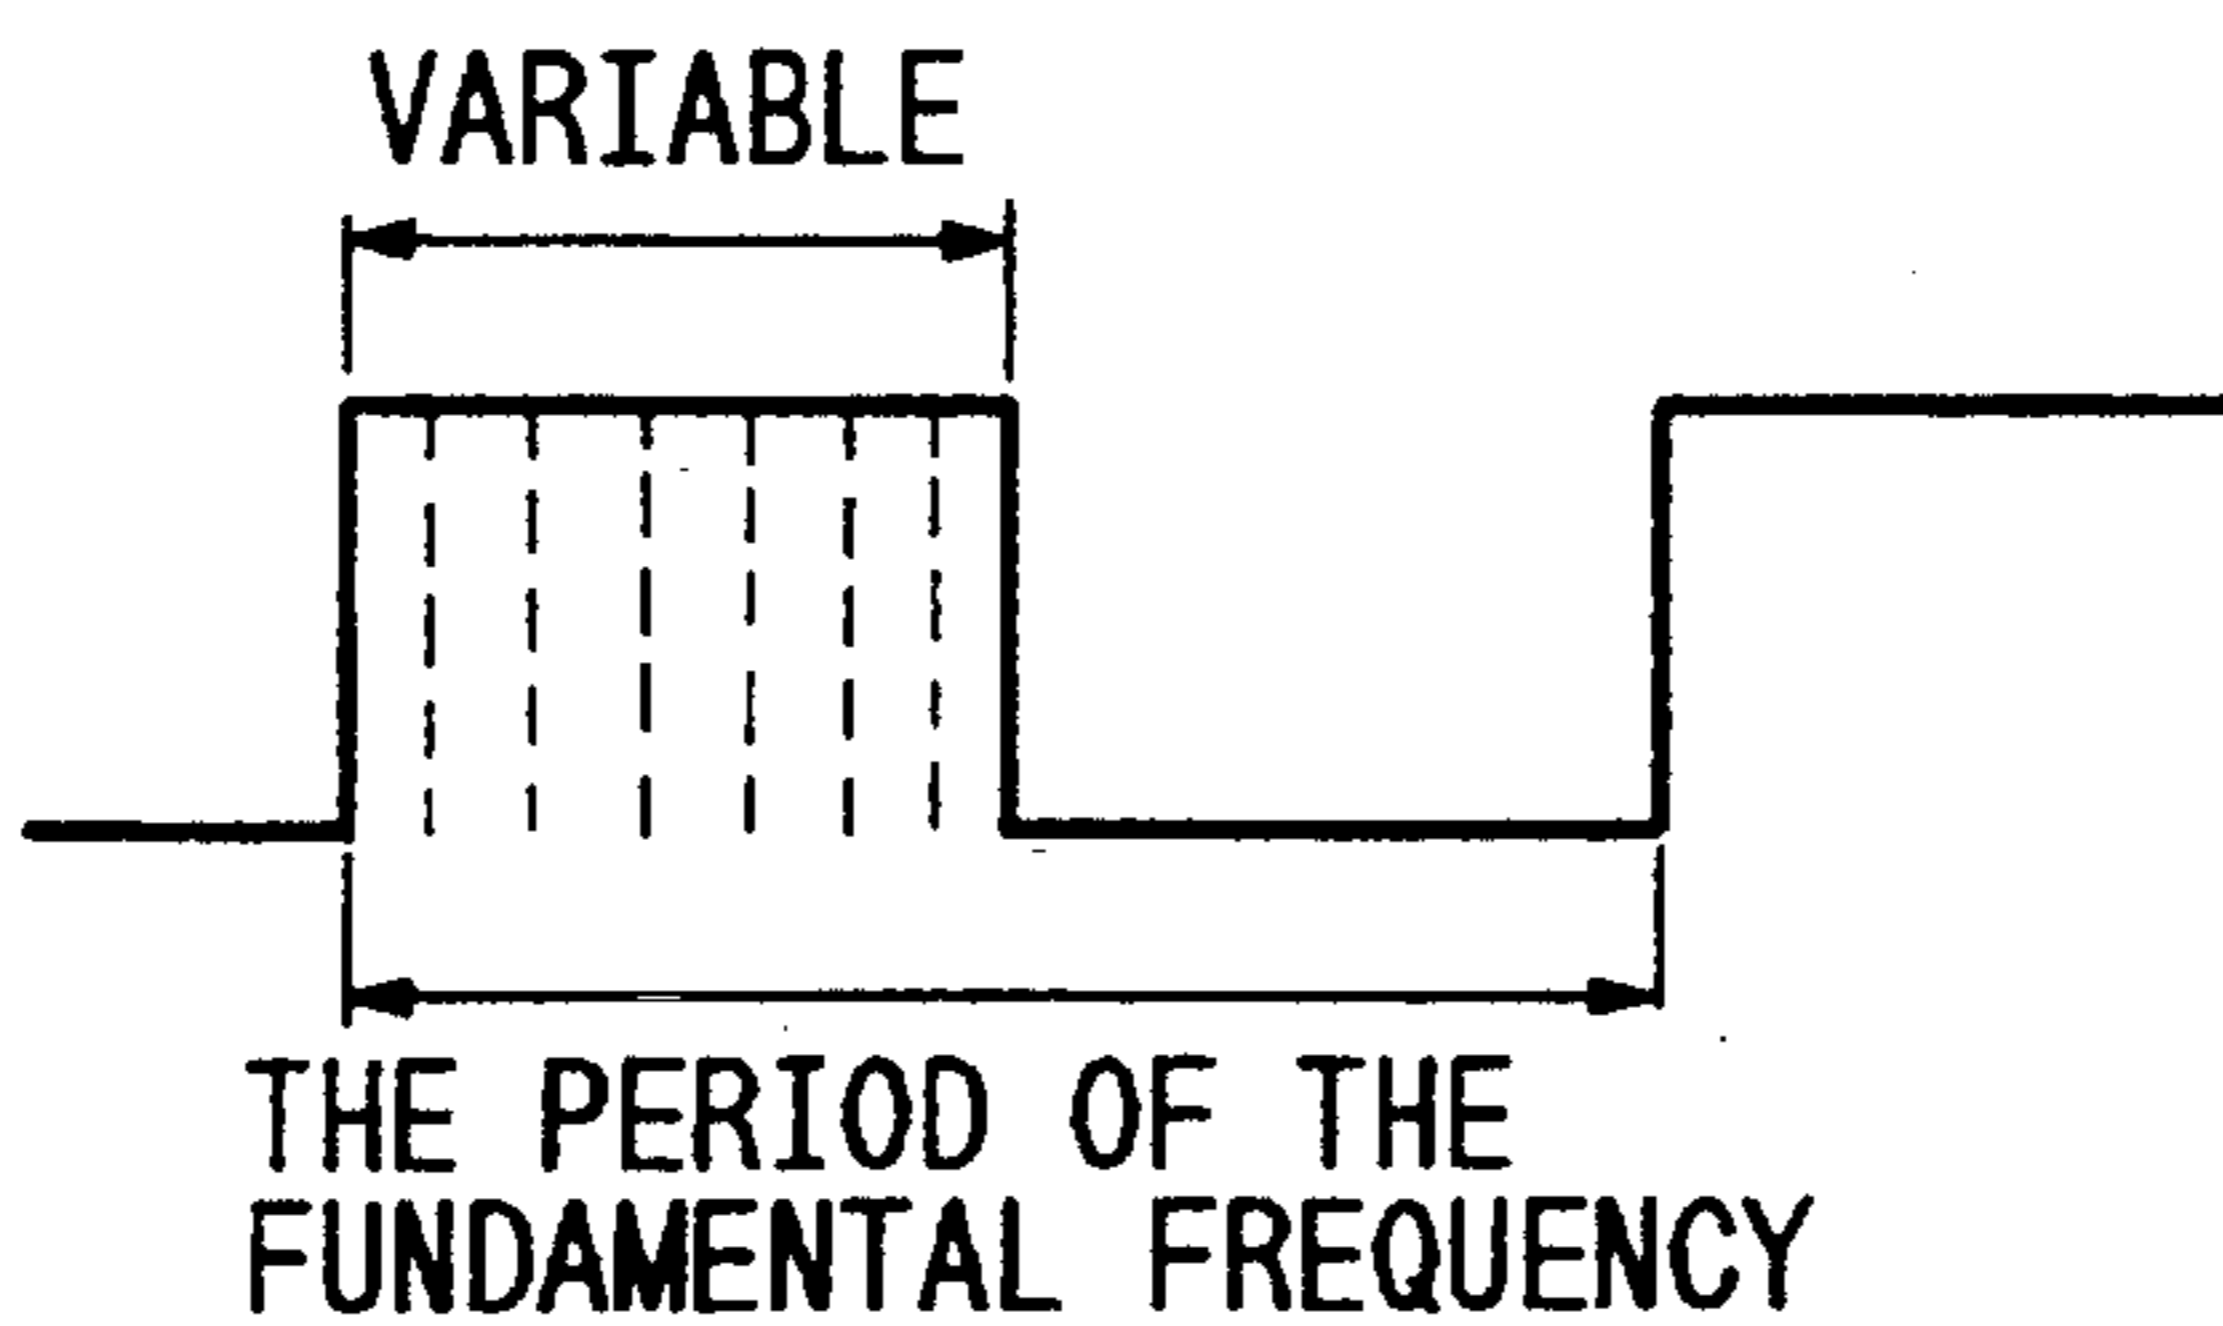 VARIABLE
THE PERIOD OF THE
FUNDAMENTAL FREQUENCY